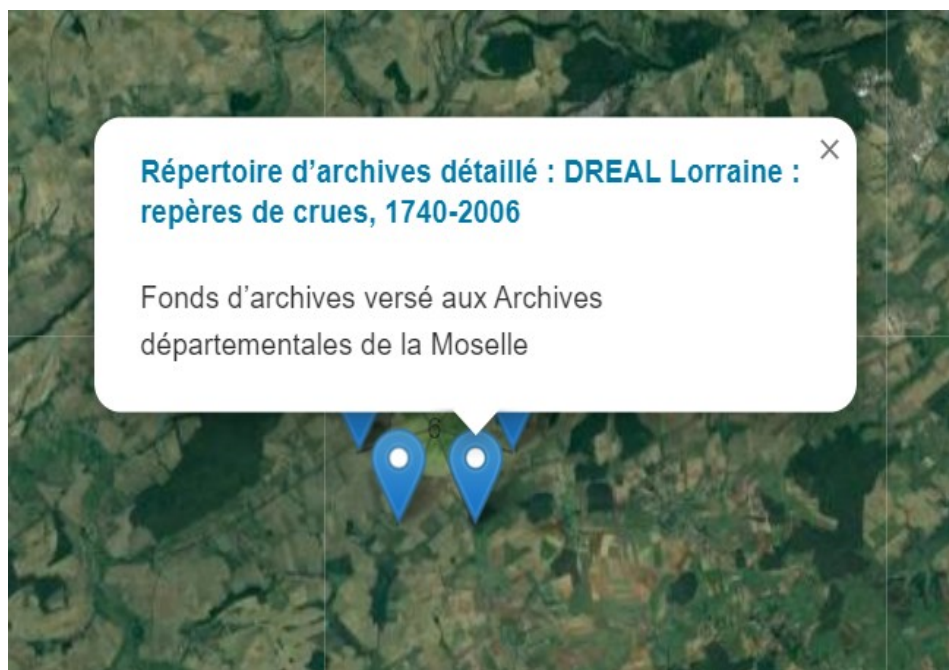 Répertoire d’archives détaillé : DREAL Lorraine :
repères de crues, 1740-2006
×
Fonds d’archives versé aux Archives
départementales de la Moselle
6